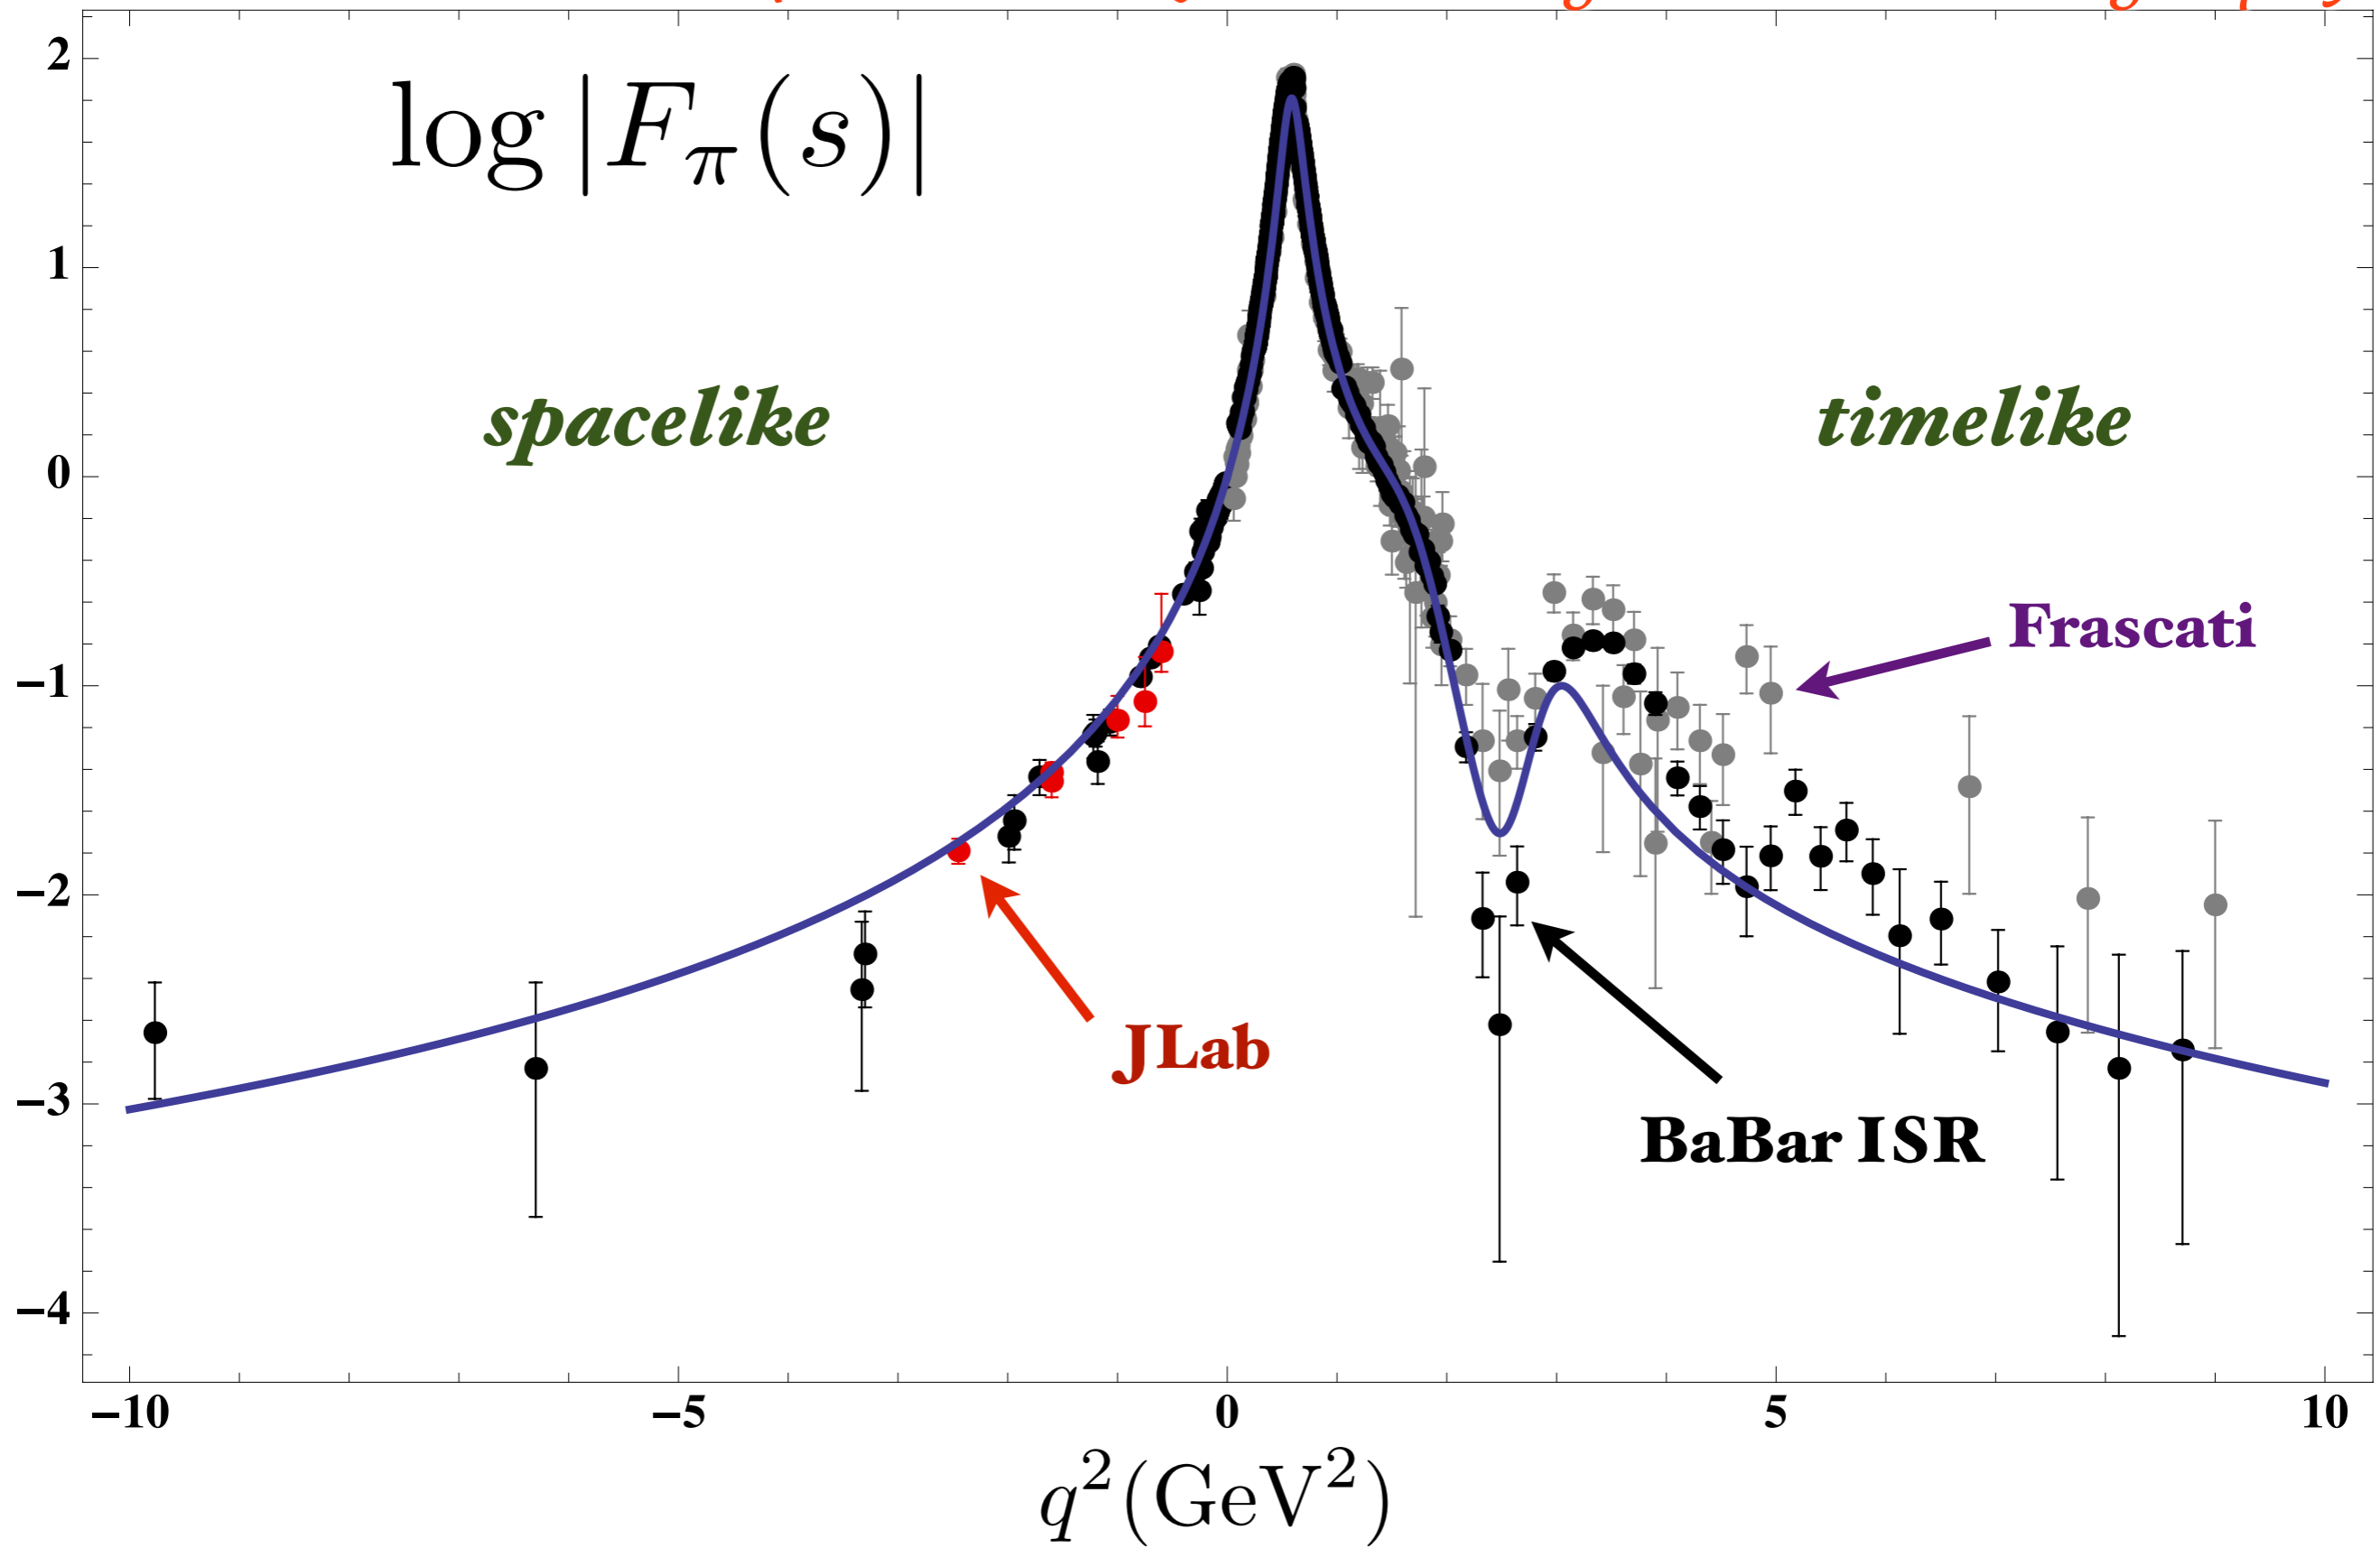 log |Fπ(s)|
2
1
0
−1
−2
−3
−4
spacelike
timelike
Frascati
JLab
BaBar ISR
−10 −5 0 5 10
q²(GeV²)